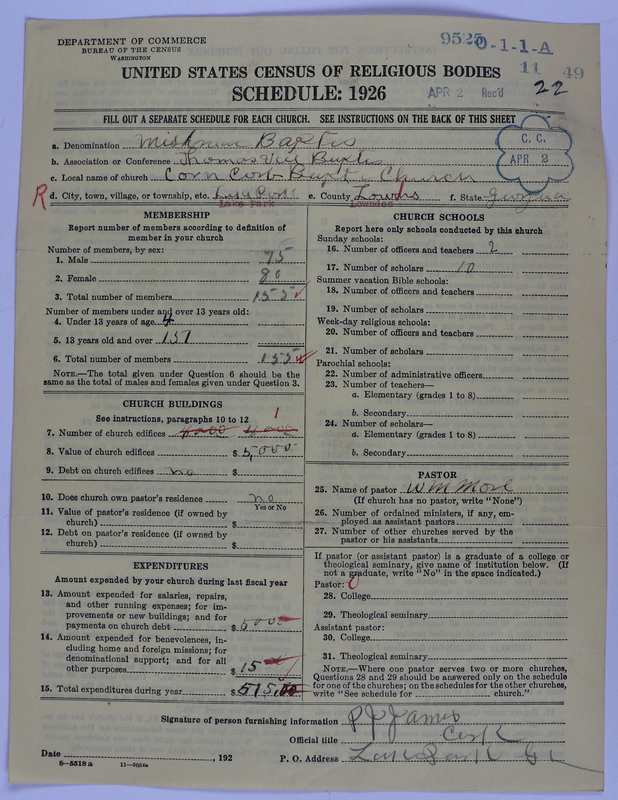 DEPARTMENT OF COMMERCE
BUREAU OF THE CENSUS
WASHINGTON
9525 0-1-1-A
11 49
UNITED STATES CENSUS OF RELIGIOUS BODIES
SCHEDULE: 1926
APR 2 Rec'd 22
FILL OUT A SEPARATE SCHEDULE FOR EACH CHURCH. SEE INSTRUCTIONS ON THE BACK OF THIS SHEET
C. C.
APR 2
a. Denomination
b. Association or Conference
c. Local name of church Corn Cob Bapt. Church
R d. City, town, village, or township, etc. e. County Lownds f. State Georgia
Lake Park Lowndes
MEMBERSHIP
Report number of members according to definition of
member in your church
Number of members, by sex:
1. Male 75
2. Female 80
3. Total number of members 155
Number of members under and over 13 years old:
4. Under 13 years of age 4
5. 13 years old and over 151
6. Total number of members 155
NOTE.—The total given under Question 6 should be
same as the total of males and females given under Question 3.
CHURCH BUILDINGS
See instructions, paragraphs 10 to 12
1
7. Number of church edifices
8. Value of church edifices $ 5,000
9. Debt on church edifices no
10. Does church own pastor's residence no
Yes or No
11. Value of pastor's residence (if owned by
church) $
12. Debt on pastor's residence (if owned by
church) $
EXPENDITURES
Amount expended by your church during last fiscal year
13. Amount expended for salaries, repairs,
and other running expenses; for im-
provements or new buildings; and for
payments on church debt $
14. Amount expended for benevolences, in-
cluding home and foreign missions; for
denominational support; and for all
other purposes $ 15
15. Total expenditures during year $ 515.00
CHURCH SCHOOLS
Report here only schools conducted by this church
Sunday schools:
16. Number of officers and teachers 2
17. Number of scholars 10
Summer vacation Bible schools:
18. Number of officers and teachers
19. Number of scholars
Week-day religious schools:
20. Number of officers and teachers
21. Number of scholars
Parochial schools:
22. Number of administrative officers
23. Number of teachers—
a. Elementary (grades 1 to 8)
b. Secondary
24. Number of scholars—
a. Elementary (grades 1 to 8)
b. Secondary
PASTOR
25. Name of pastor W M
(If church has no pastor, write "None")
26. Number of ordained ministers, if any, em-
ployed as assistant pastors
27. Number of other churches served by the
pastor or his assistants
If pastor (or assistant pastor) is a graduate of a college or
theological seminary, give name of institution below. (If
not a graduate, write "No" in the space indicated.)
Pastor: 0
28. College
29. Theological seminary
Assistant pastor:
30. College
31. Theological seminary
NOTE.—Where one pastor serves two or more churches,
Questions 28 and 29 should be answered only on the schedule
for one of the churches; on the schedules for the other churches,
write "See schedule for church."
Signature of person furnishing information P J James
Official title
Date , 192 P. O. Address Lake Park Ga
8—5518 a 11—9054a